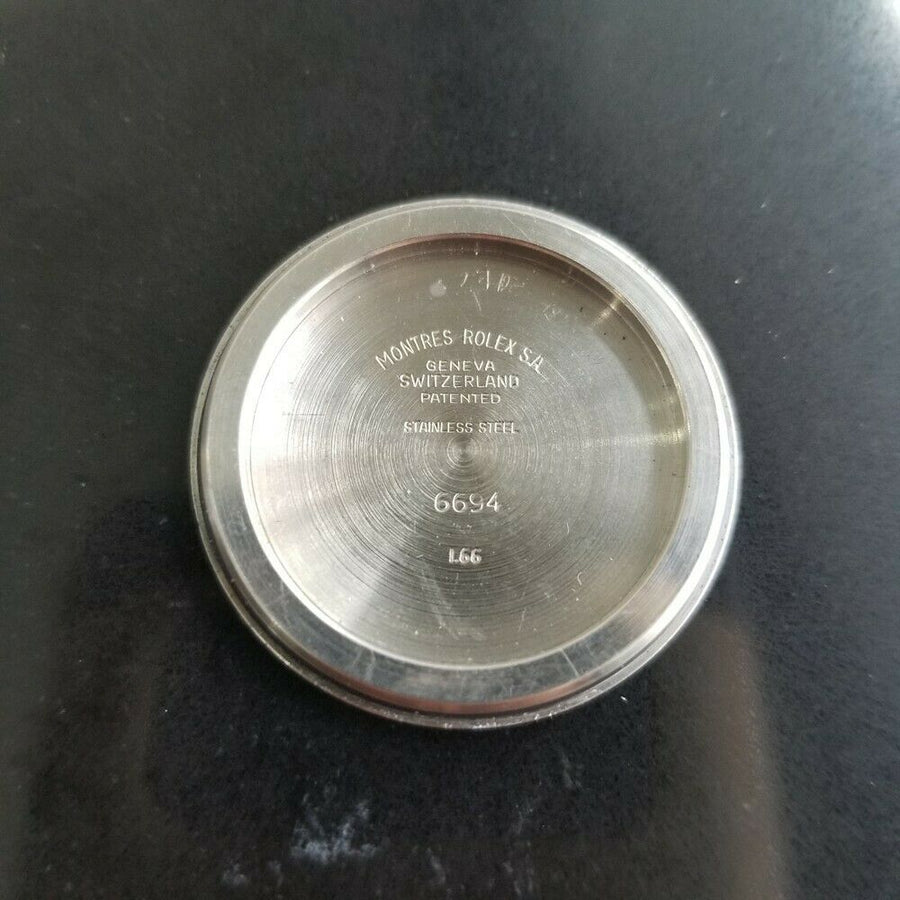 MONTRES ROLEX S.A.
GENEVA
SWITZERLAND
PATENTED
STAINLESS STEEL
6694
I.66